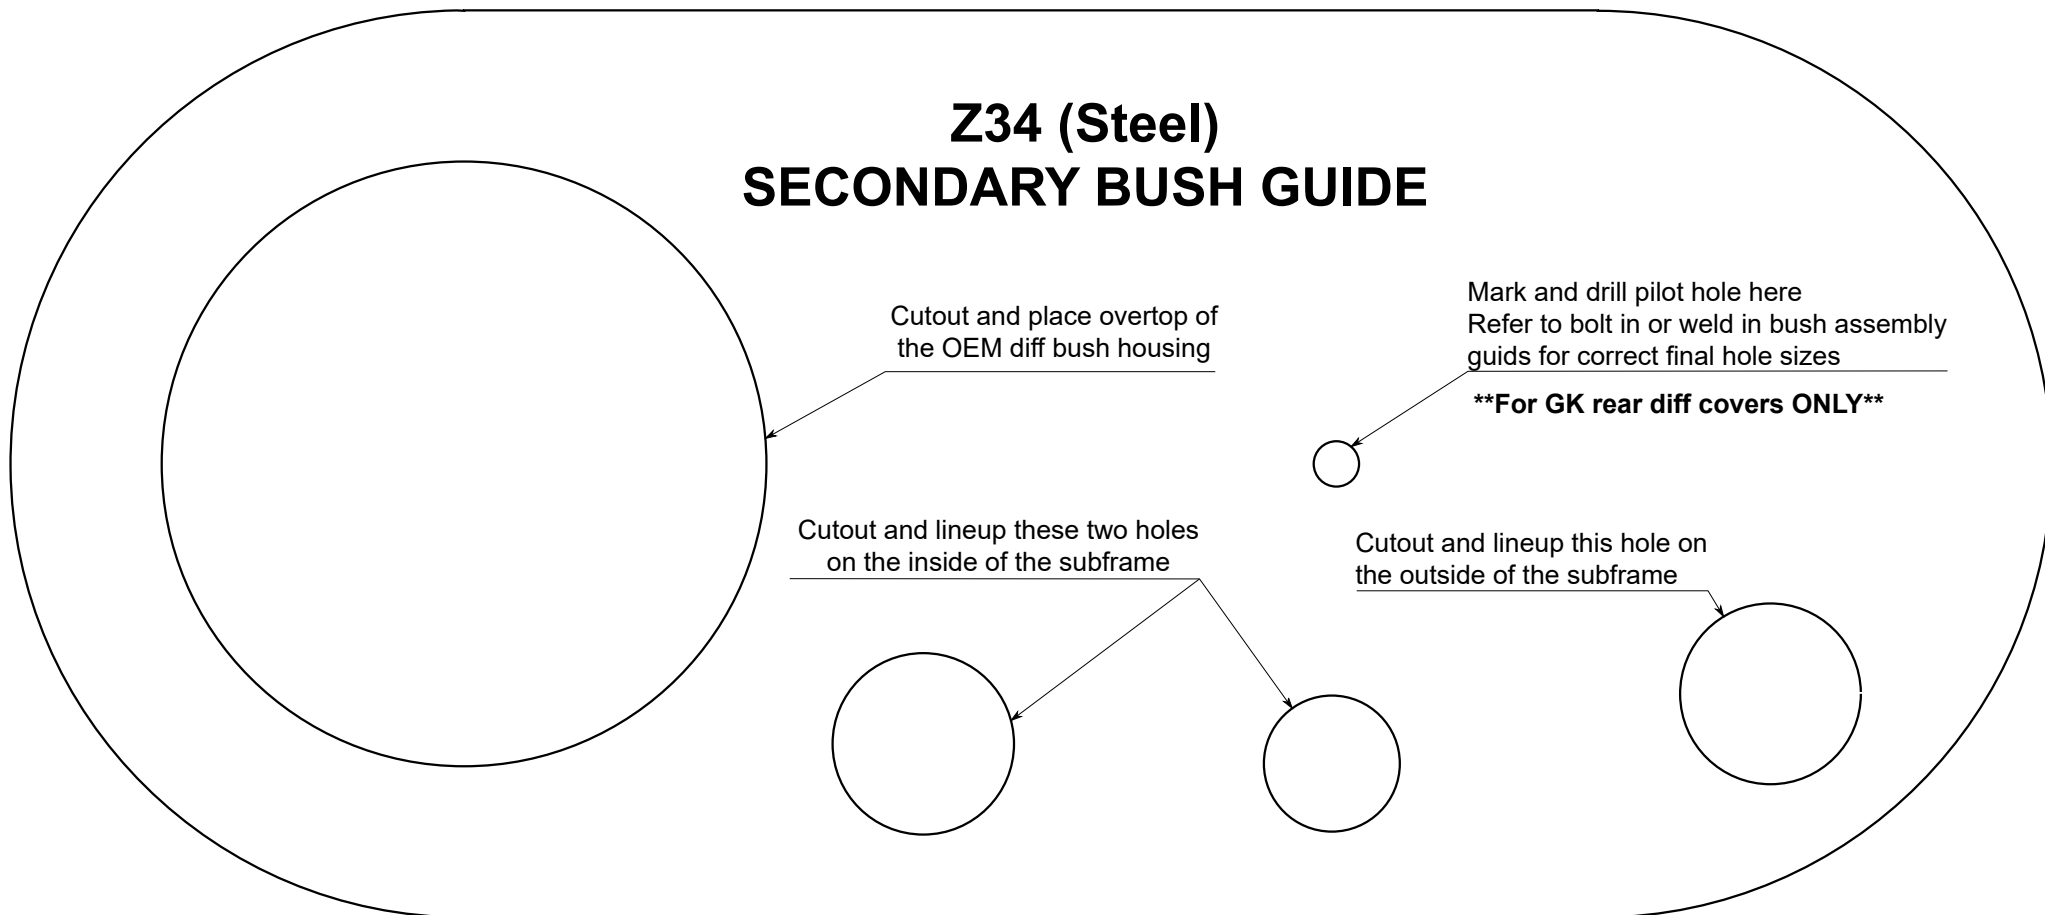 Z34 (Steel)
SECONDARY BUSH GUIDE
Cutout and place overtop of
the OEM diff bush housing
Mark and drill pilot hole here
Refer to bolt in or weld in bush assembly
guids for correct final hole sizes
**For GK rear diff covers ONLY**
Cutout and lineup these two holes
on the inside of the subframe
Cutout and lineup this hole on
the outside of the subframe